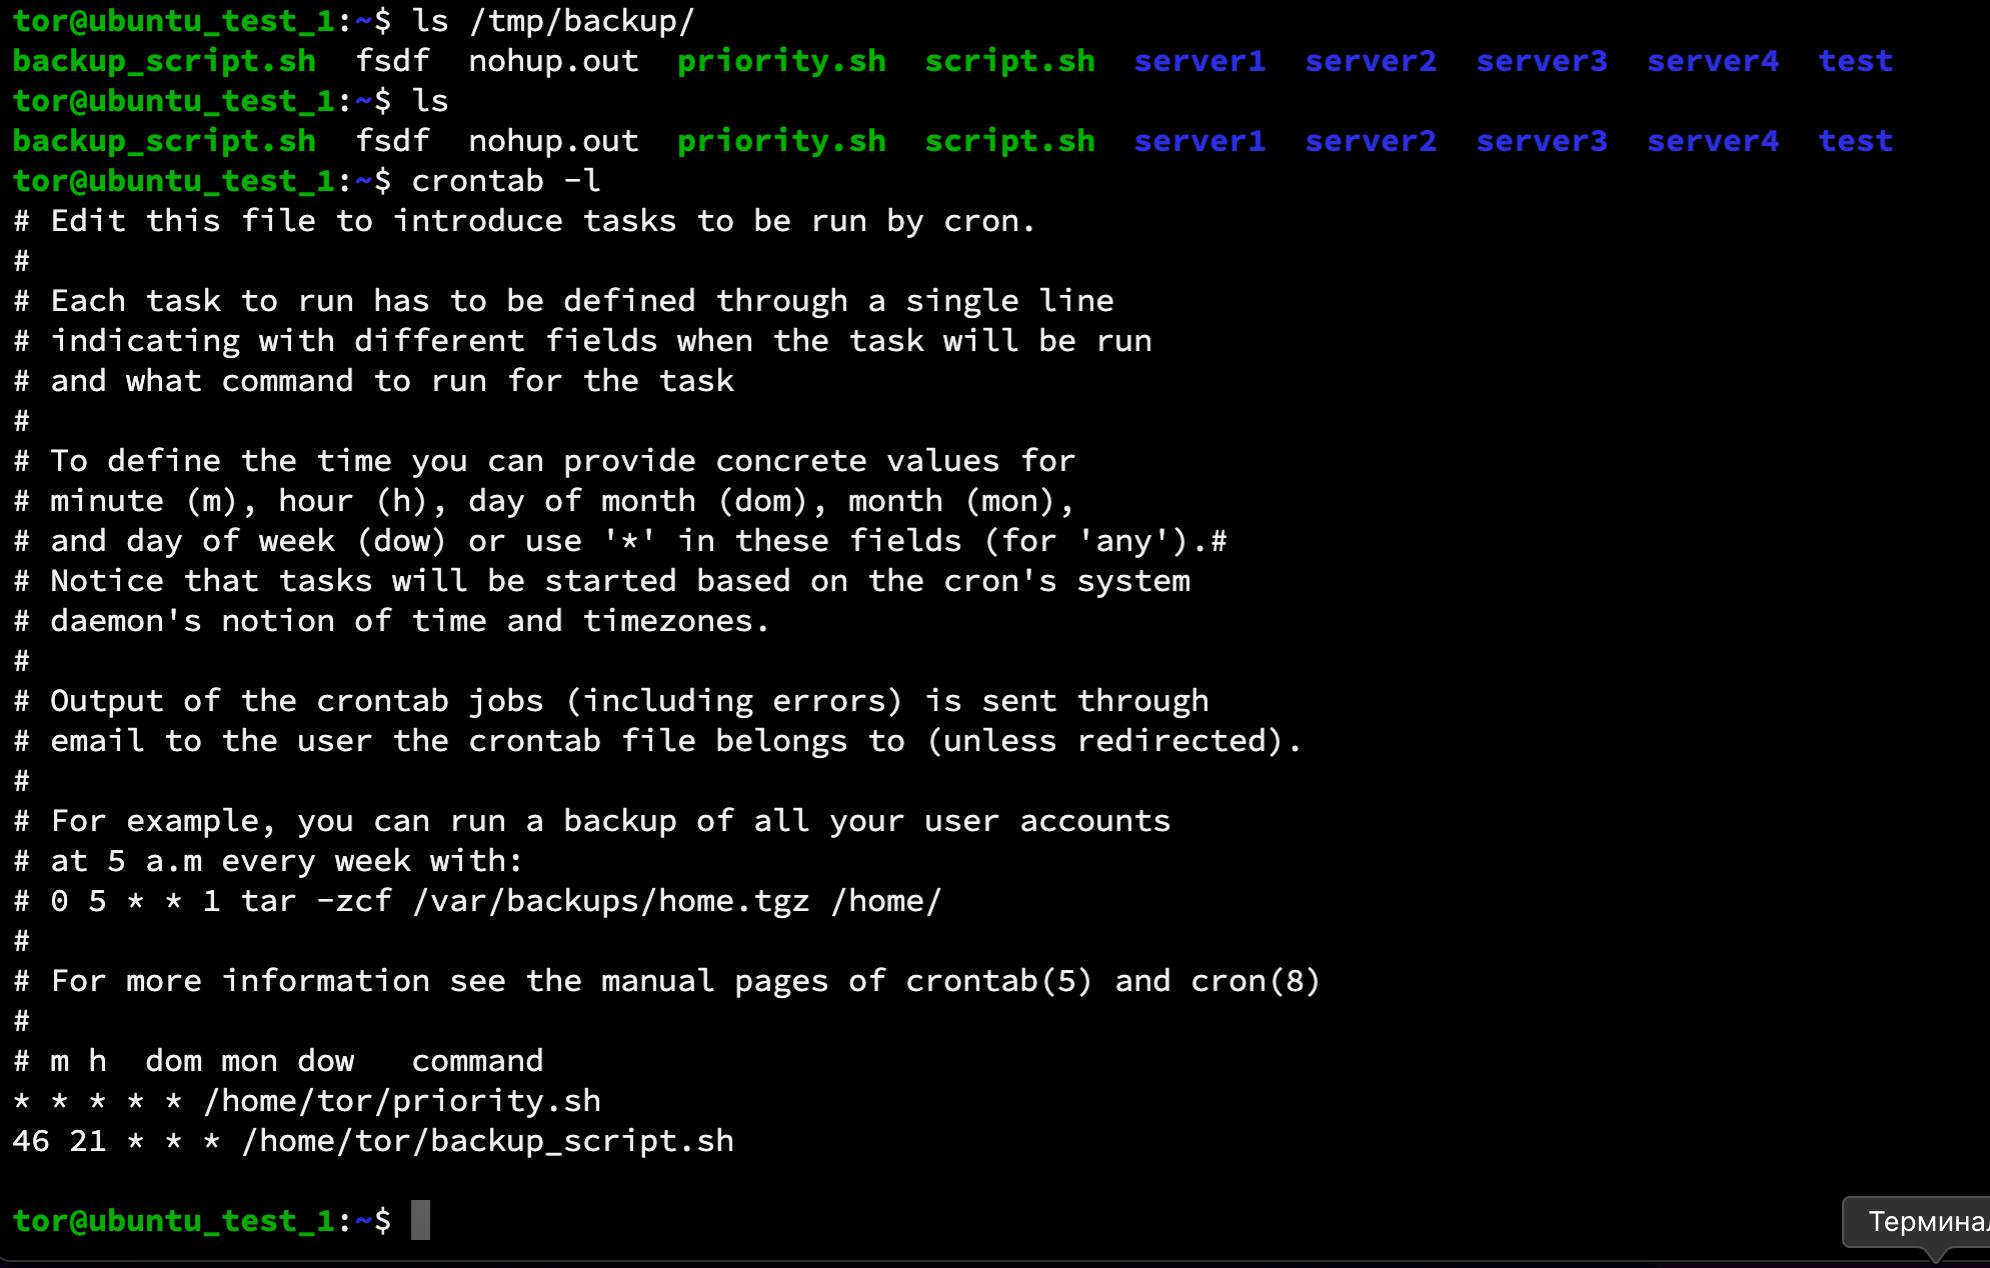 tor@ubuntu_test_1:~$ ls /tmp/backup/
backup_script.sh  fsdf  nohup.out  priority.sh  script.sh  server1  server2  server3  server4  test
tor@ubuntu_test_1:~$ ls
backup_script.sh  fsdf  nohup.out  priority.sh  script.sh  server1  server2  server3  server4  test
tor@ubuntu_test_1:~$ crontab -l
# Edit this file to introduce tasks to be run by cron.
#
# Each task to run has to be defined through a single line
# indicating with different fields when the task will be run
# and what command to run for the task
#
# To define the time you can provide concrete values for
# minute (m), hour (h), day of month (dom), month (mon),
# and day of week (dow) or use '*' in these fields (for 'any').#
# Notice that tasks will be started based on the cron's system
# daemon's notion of time and timezones.
#
# Output of the crontab jobs (including errors) is sent through
# email to the user the crontab file belongs to (unless redirected).
#
# For example, you can run a backup of all your user accounts
# at 5 a.m every week with:
# 0 5 * * 1 tar -zcf /var/backups/home.tgz /home/
#
# For more information see the manual pages of crontab(5) and cron(8)
#
# m h  dom mon dow   command
* * * * * /home/tor/priority.sh
46 21 * * * /home/tor/backup_script.sh
tor@ubuntu_test_1:~$